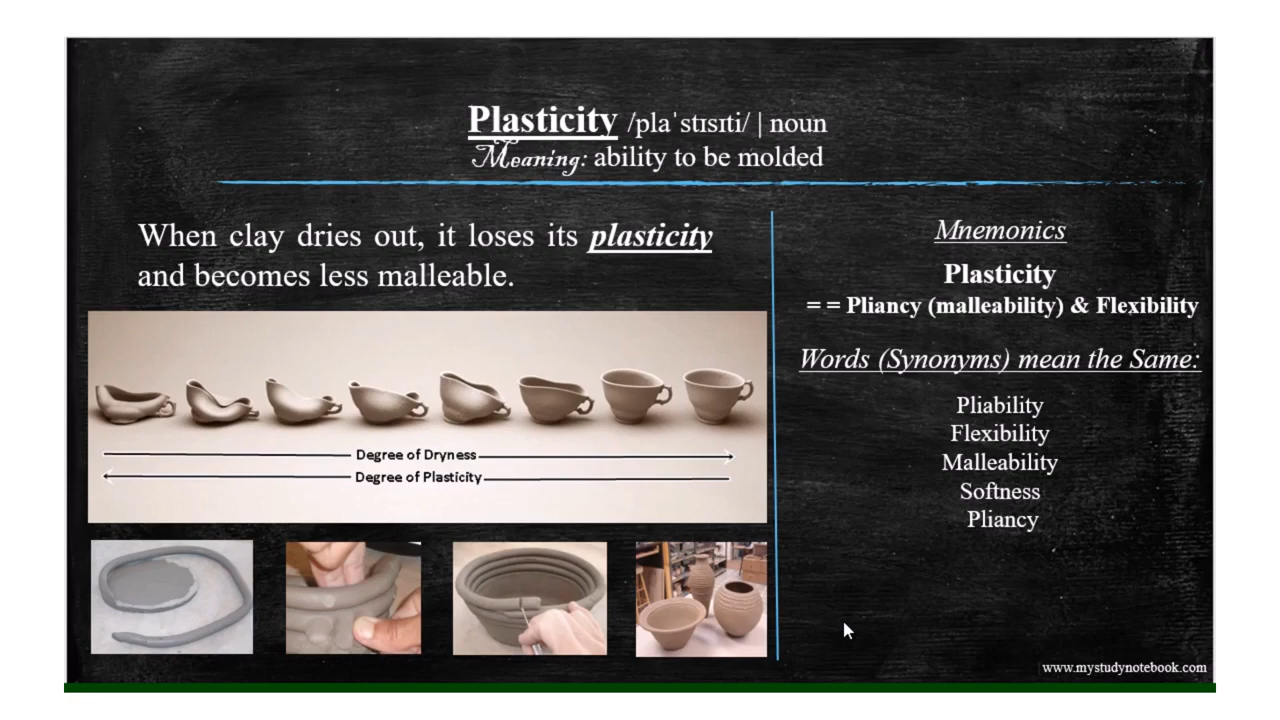 Plasticity /plaˈstɪsɪti/ | noun
Meaning: ability to be molded
When clay dries out, it loses its plasticity
and becomes less malleable.
Degree of Dryness
Degree of Plasticity
Mnemonics
Plasticity
= = Pliancy (malleability) & Flexibility
Words (Synonyms) mean the Same:
Pliability
Flexibility
Malleability
Softness
Pliancy
www.mystudynotebook.com